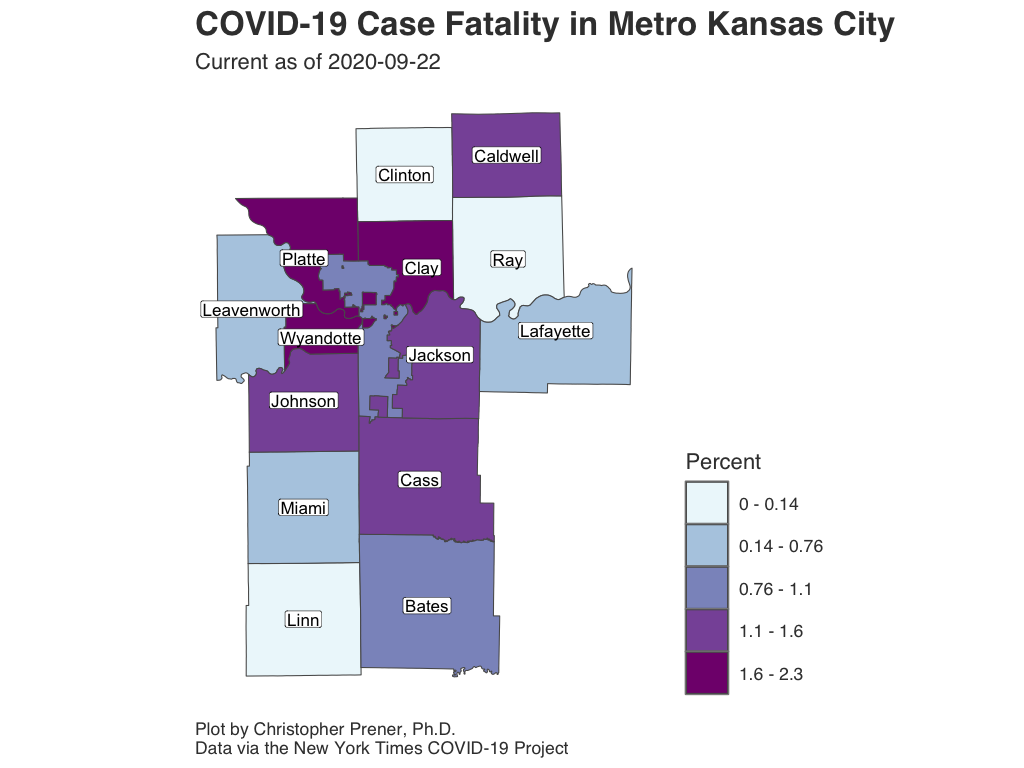 COVID-19 Case Fatality in Metro Kansas City
Current as of 2020-09-22
Caldwell
Clinton
Platte
Clay
Ray
Leavenworth
Wyandotte
Lafayette
Jackson
Johnson
Cass
Miami
Bates
Linn
Percent
0 - 0.14
0.14 - 0.76
0.76 - 1.1
1.1 - 1.6
1.6 - 2.3
Plot by Christopher Prener, Ph.D.
Data via the New York Times COVID-19 Project